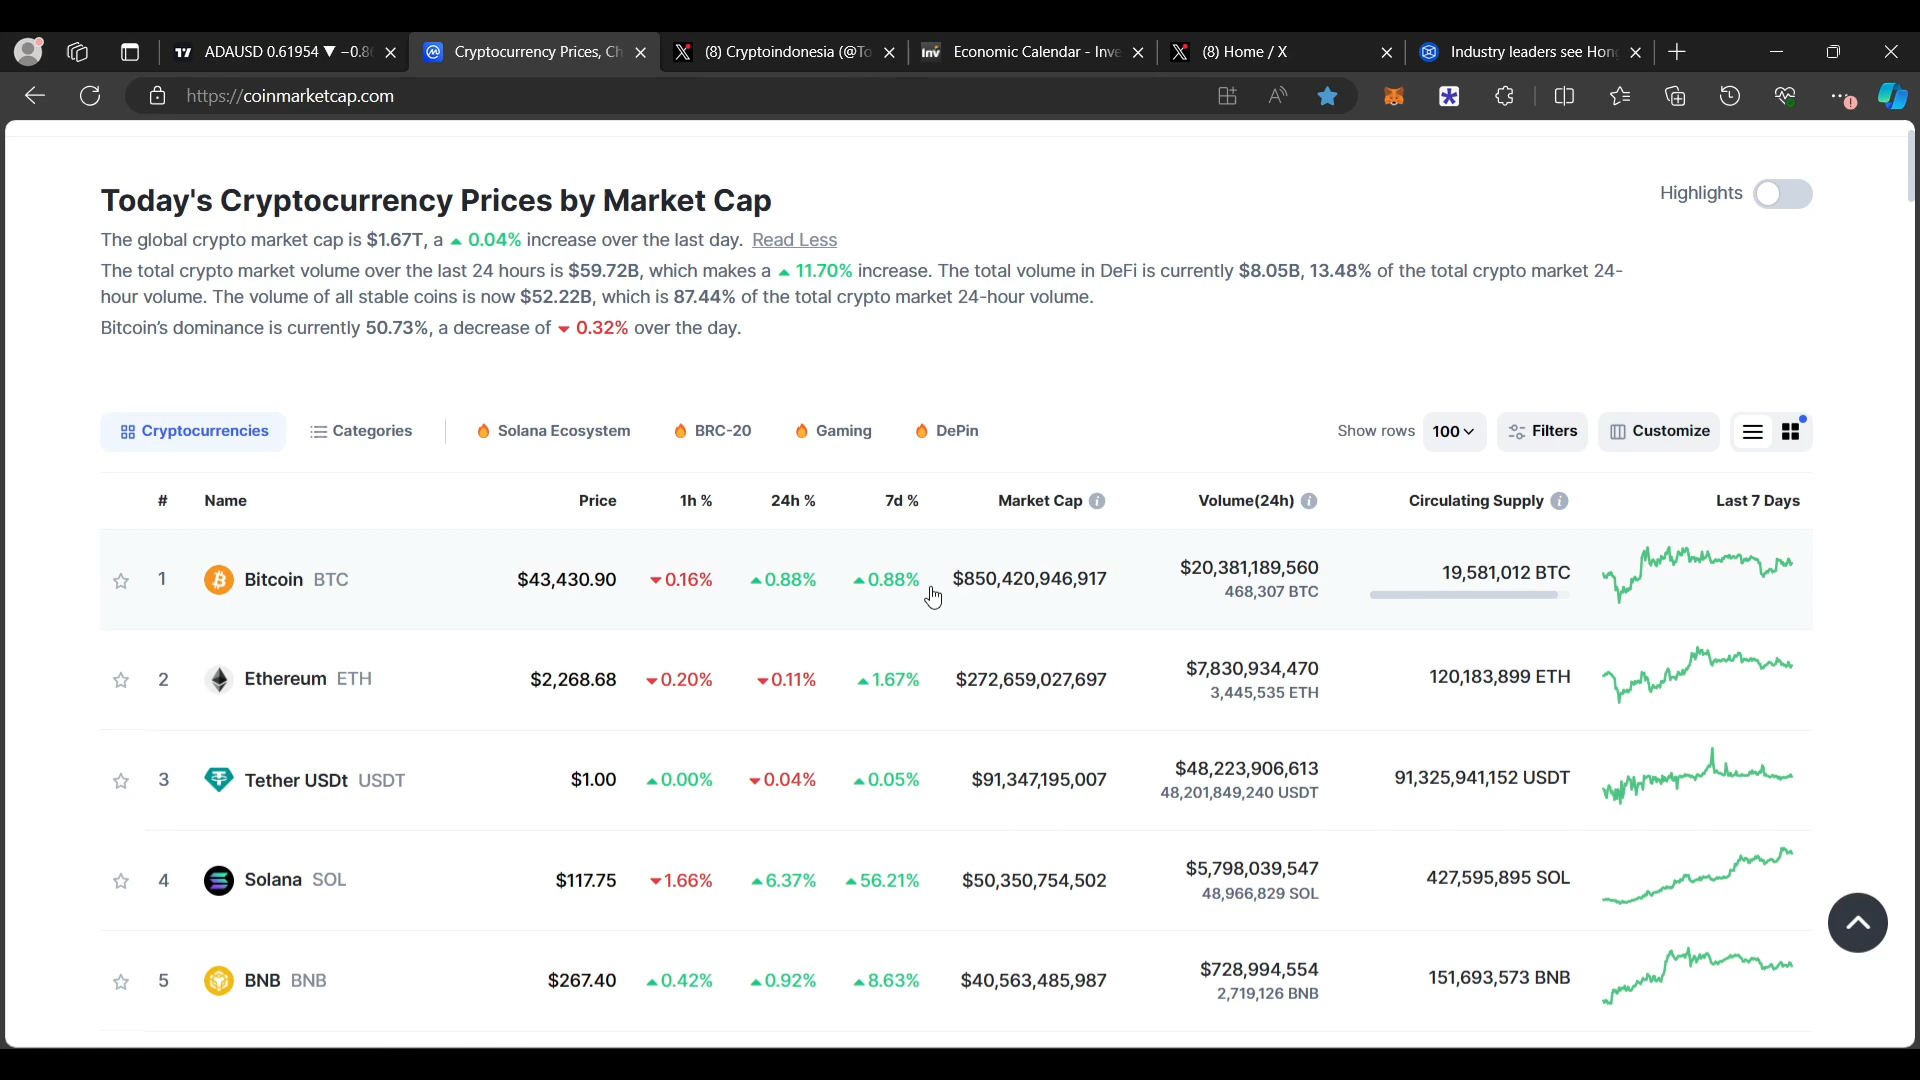 ADAUSD 0.61954 ▼ −0.8
Cryptocurrency Prices, Ch
(8) Cryptoindonesia (@To
Economic Calendar - Inve
(8) Home / X
Industry leaders see Hon
https://coinmarketcap.com
Today's Cryptocurrency Prices by Market Cap
Highlights
The global crypto market cap is $1.67T, a ▲ 0.04% increase over the last day. Read Less
The total crypto market volume over the last 24 hours is $59.72B, which makes a ▲ 11.70% increase. The total volume in DeFi is currently $8.05B, 13.48% of the total crypto market 24-
hour volume. The volume of all stable coins is now $52.22B, which is 87.44% of the total crypto market 24-hour volume.
Bitcoin's dominance is currently 50.73%, a decrease of ▼ 0.32% over the day.
Cryptocurrencies Categories Solana Ecosystem BRC-20 Gaming DePin Show rows 100 Filters Customize
# Name Price 1h % 24h % 7d % Market Cap Volume(24h) Circulating Supply Last 7 Days
1 Bitcoin BTC $43,430.90 ▼0.16% ▲0.88% ▲0.88% $850,420,946,917 $20,381,189,560 19,581,012 BTC
468,307 BTC
2 Ethereum ETH $2,268.68 ▼0.20% ▼0.11% ▲1.67% $272,659,027,697 $7,830,934,470 120,183,899 ETH
3,445,535 ETH
3 Tether USDt USDT $1.00 ▲0.00% ▼0.04% ▲0.05% $91,347,195,007 $48,223,906,613 91,325,941,152 USDT
48,201,849,240 USDT
4 Solana SOL $117.75 ▼1.66% ▲6.37% ▲56.21% $50,350,754,502 $5,798,039,547 427,595,895 SOL
48,966,829 SOL
5 BNB BNB $267.40 ▲0.42% ▲0.92% ▲8.63% $40,563,485,987 $728,994,554 151,693,573 BNB
2,719,126 BNB